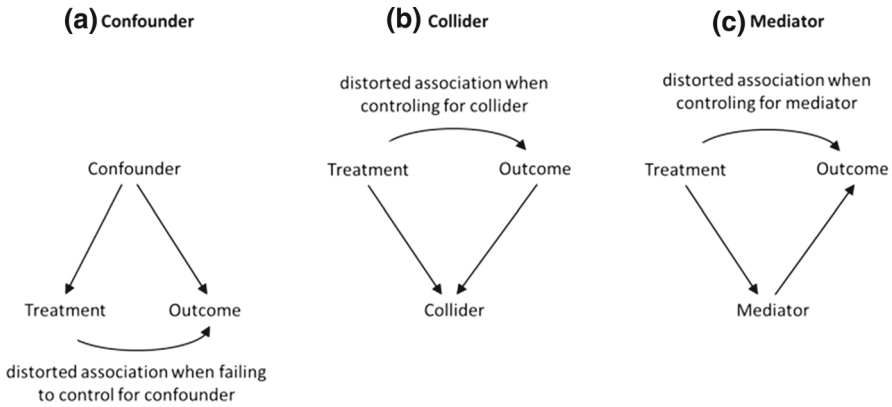 (a) Confounder
Confounder
Treatment
Outcome
distorted association when failing
to control for confounder
(b) Collider
distorted association when
controling for collider
Treatment
Outcome
Collider
(c) Mediator
distorted association when
controling for mediator
Treatment
Outcome
Mediator